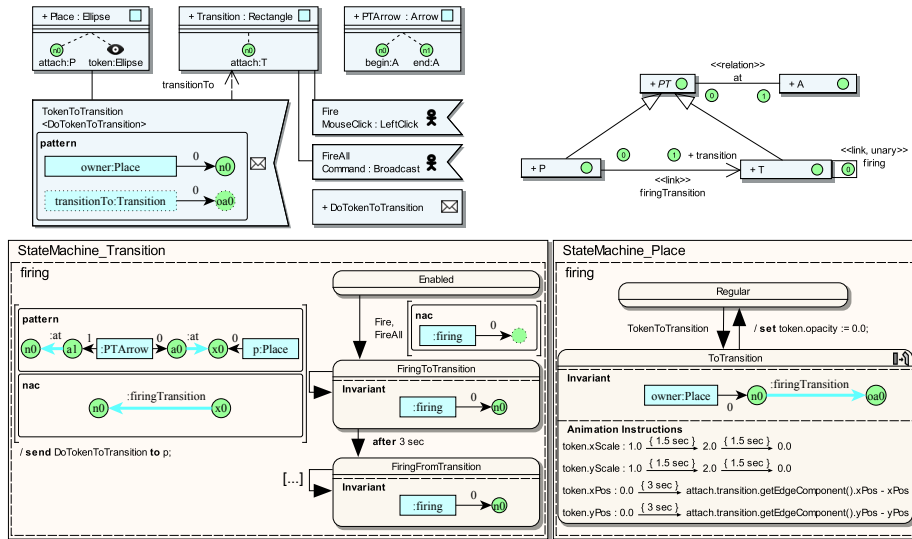 + Place : Ellipse
n0
attach:P token:Ellipse
+ Transition : Rectangle
n0
attach:T
+ PTArrow : Arrow
n0 n1
begin:A end:A
transitionTo
TokenToTransition
<DoTokenToTransition>
pattern
owner:Place 0 n0
transitionTo:Transition 0 oa0
Fire
MouseClick : LeftClick
FireAll
Command : Broadcast
+ DoTokenToTransition
<<relation>>
at
+ PT
0 1
+ A
+ P
0 1 + transition
<<link>>
firingTransition
+ T
<<link, unary>>
firing
0
StateMachine_Transition
firing
Enabled
Fire,
FireAll
nac
:firing 0
pattern
n0 :at a1 1 :PTArrow 0 a0 :at x0 0 p:Place
nac
n0 :firingTransition x0
/ send DoTokenToTransition to p;
FiringToTransition
Invariant
:firing 0 n0
after 3 sec
[...]
FiringFromTransition
Invariant
:firing 0 n0
StateMachine_Place
firing
Regular
TokenToTransition
/ set token.opacity := 0.0;
ToTransition
Invariant
owner:Place 0 n0 :firingTransition oa0
Animation Instructions
token.xScale : 1.0 { 1.5 sec } 2.0 { 1.5 sec } 0.0
token.yScale : 1.0 { 1.5 sec } 2.0 { 1.5 sec } 0.0
token.xPos : 0.0 { 3 sec } attach.transition.getEdgeComponent().xPos - xPos
token.yPos : 0.0 { 3 sec } attach.transition.getEdgeComponent().yPos - yPos